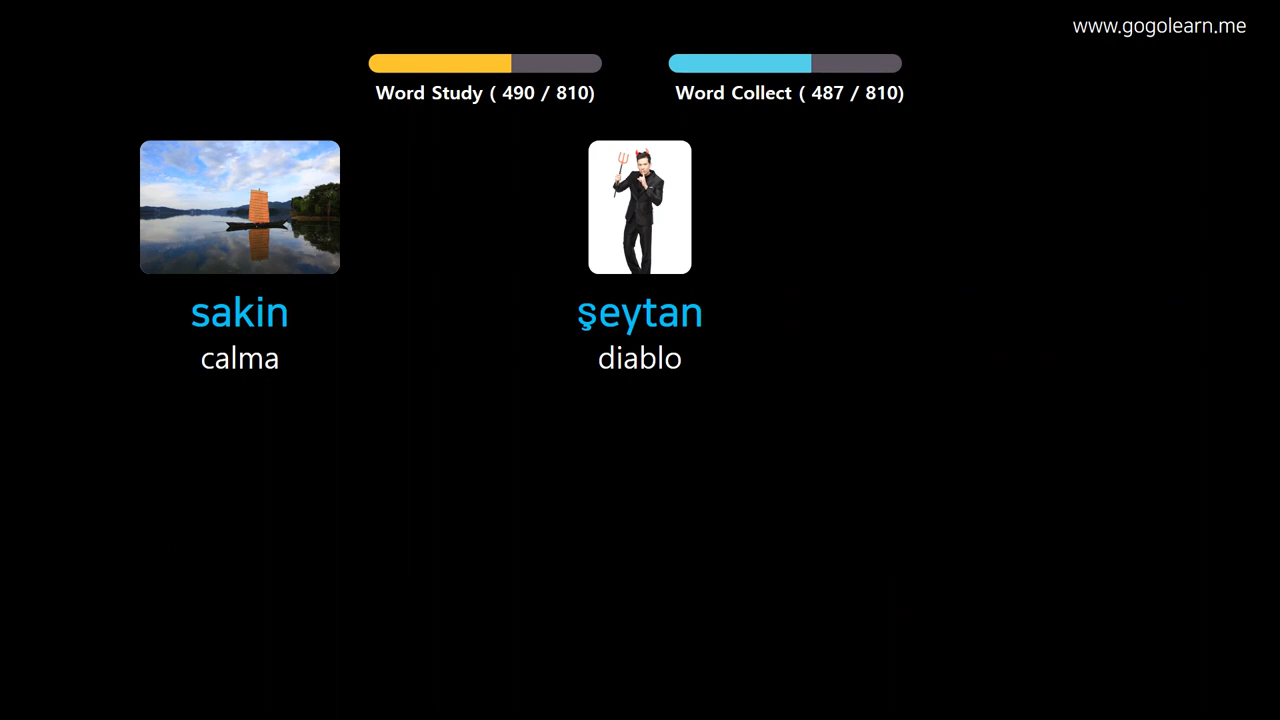 www.gogolearn.me
Word Study ( 490 / 810)
Word Collect ( 487 / 810)
sakin
calma
şeytan
diablo